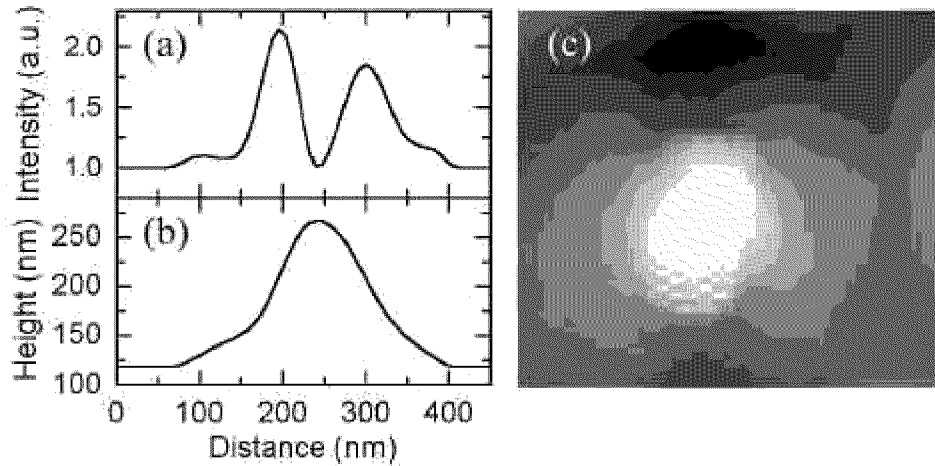 (a)
Intensity (a.u.)
2.0
1.5
1.0
(b)
Height (nm)
250
200
150
100
0 100 200 300 400
Distance (nm)
(c)